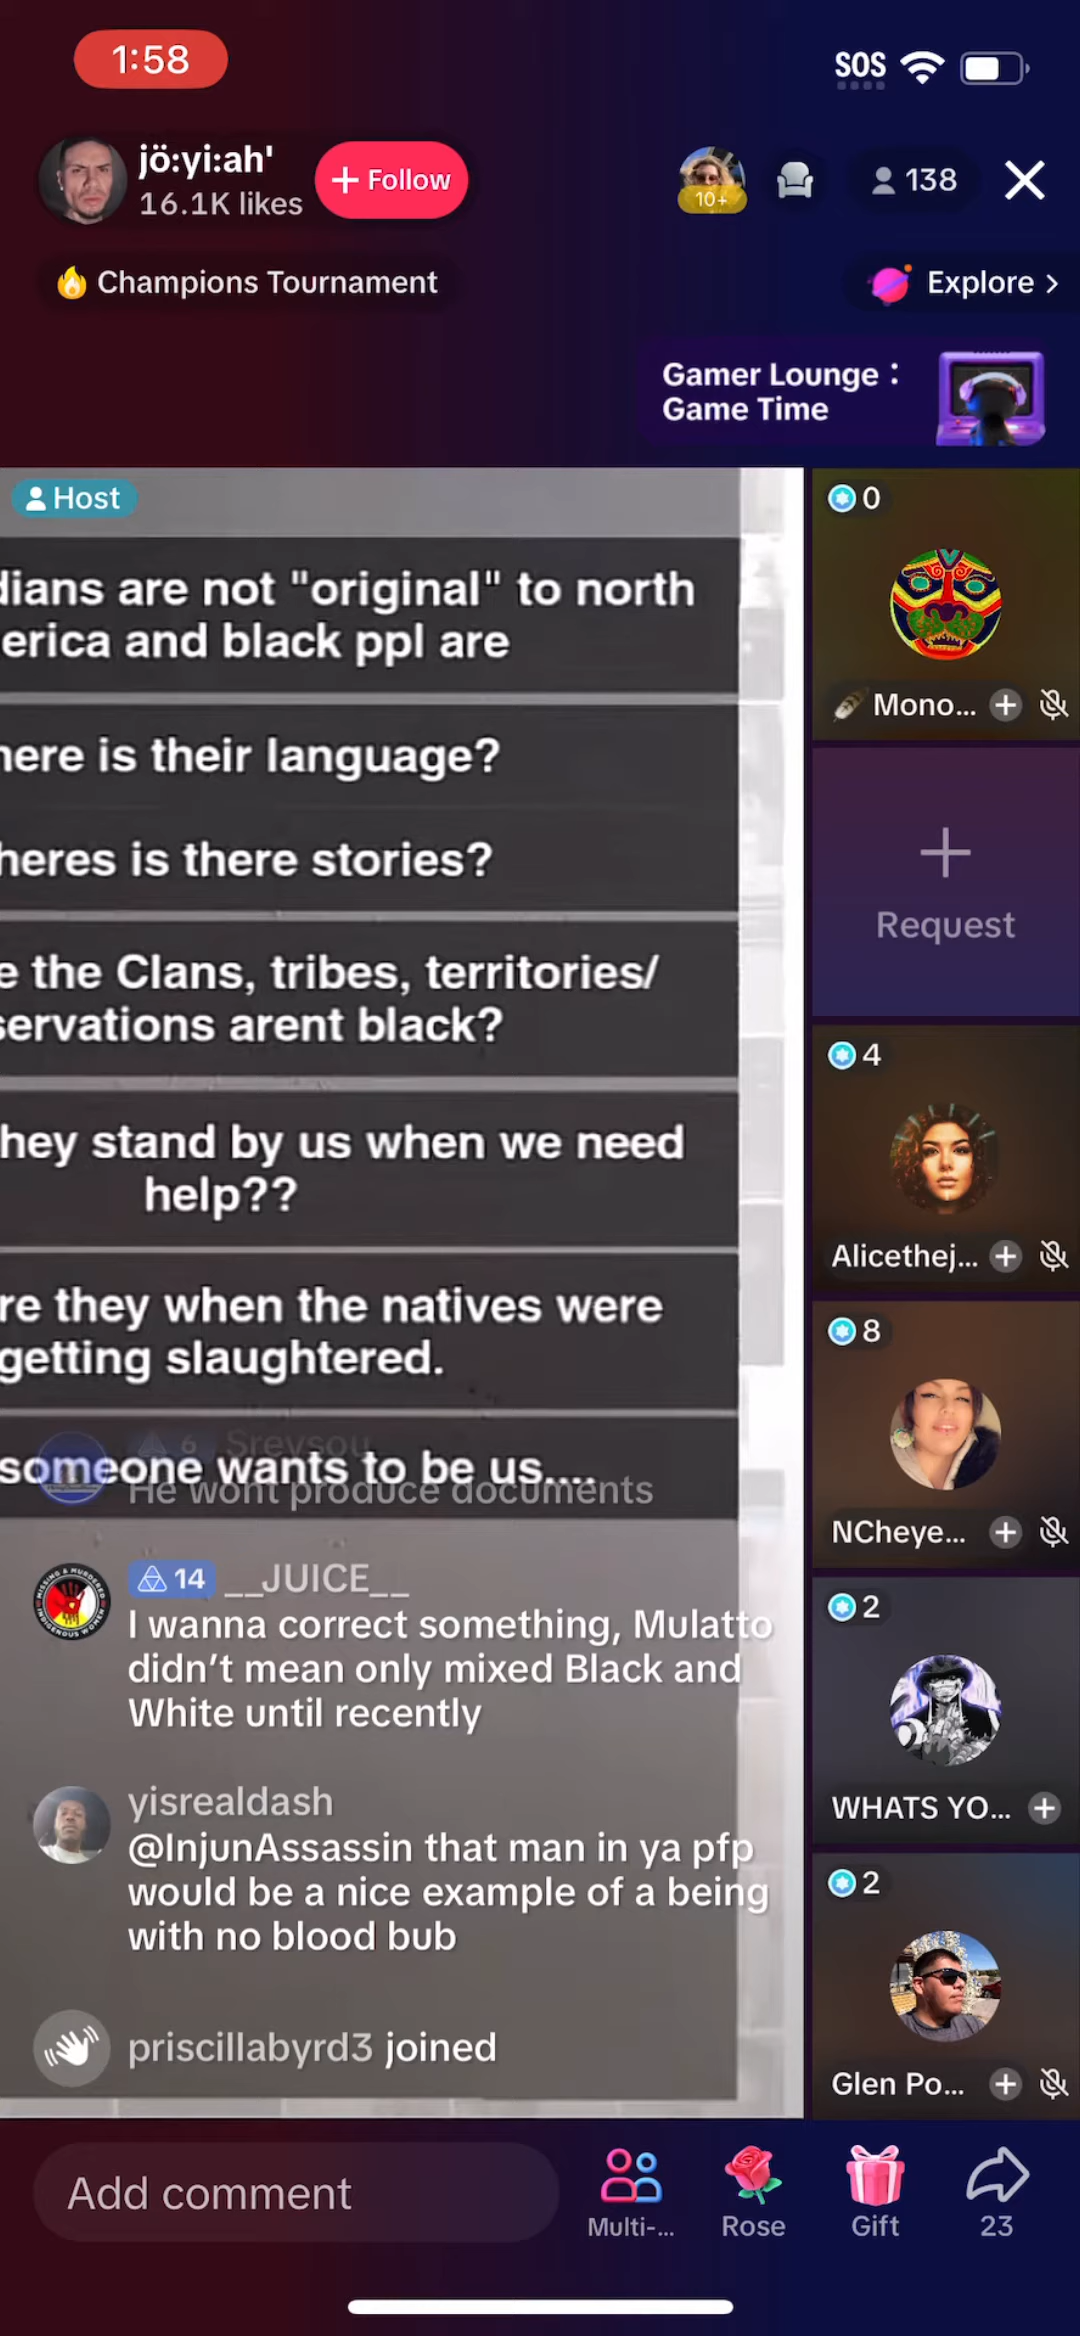 1:58
SOS
jö:yi:ah'
16.1K likes
+ Follow
10+
138
Champions Tournament
Explore >
Gamer Lounge :
Game Time
Host
0
dians are not "original" to north
erica and black ppl are
Mono...
here is their language?
heres is there stories?
Request
e the Clans, tribes, territories/
servations arent black?
4
hey stand by us when we need
help??
Alicethej...
re they when the natives were
getting slaughtered.
8
6 Sreysou
someone wants to be us....
He wont produce documents
NCheye...
14 __JUICE__
I wanna correct something, Mulatto
didn't mean only mixed Black and
White until recently
2
yisrealdash
@InjunAssassin that man in ya pfp
would be a nice example of a being
with no blood bub
WHATS YO...
2
priscillabyrd3 joined
Glen Po...
Add comment
Multi-...
Rose
Gift
23